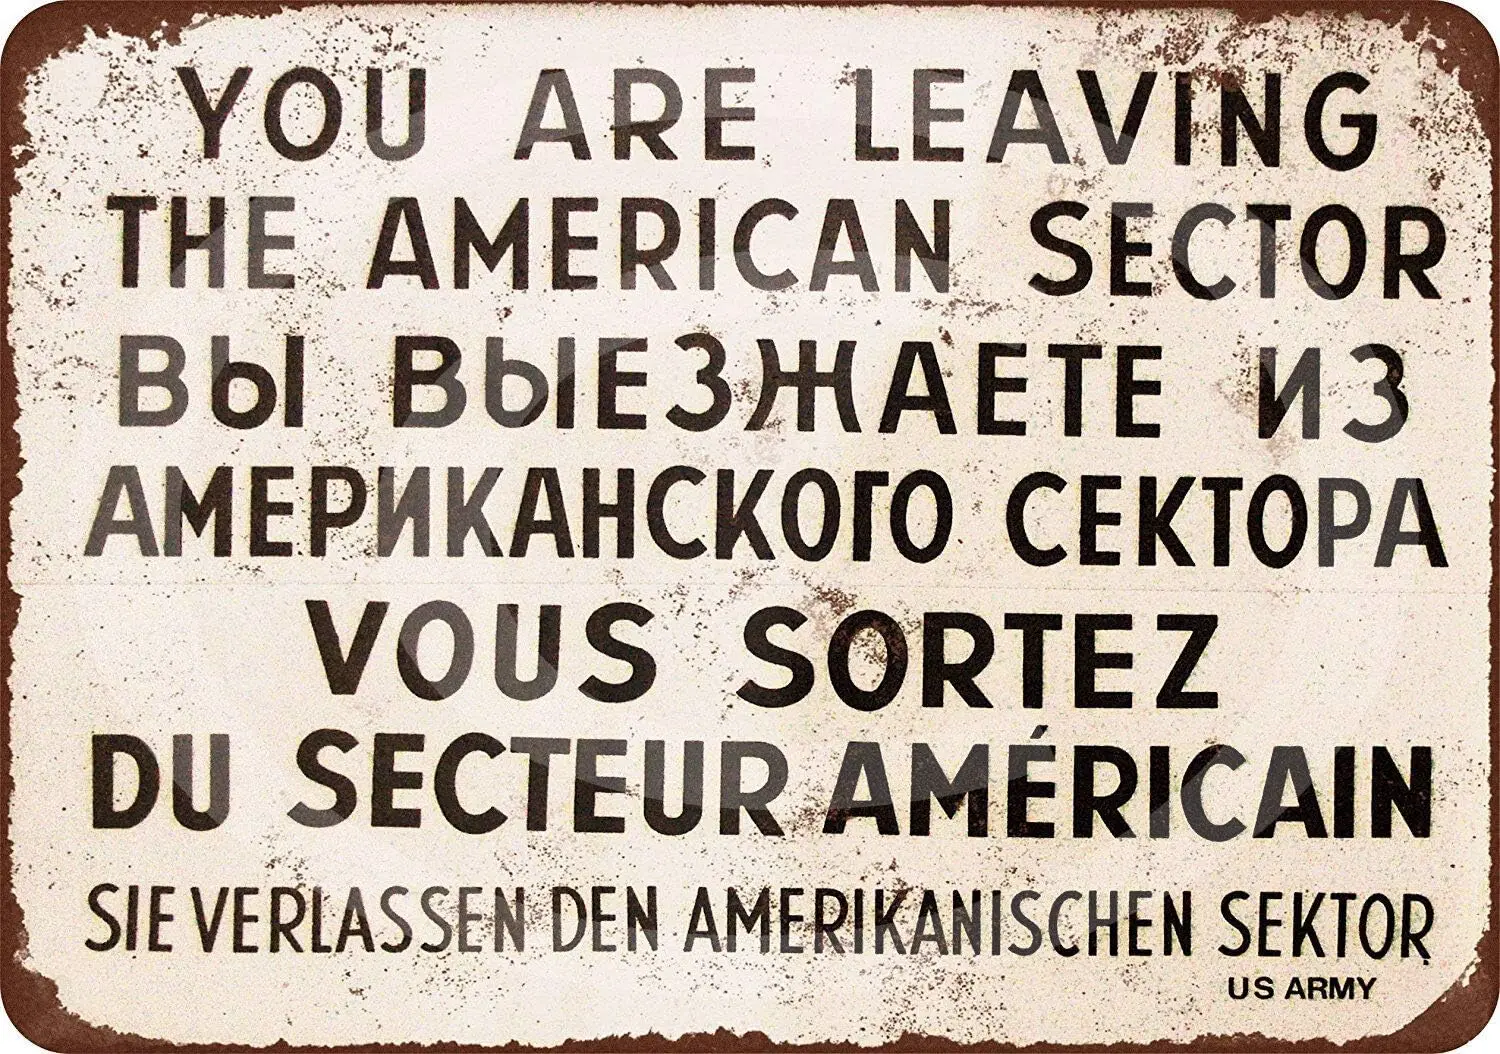 YOU ARE LEAVING
THE AMERICAN SECTOR
ВЫ ВЫЕЗЖАЕТЕ ИЗ
АМЕРИКАНСКОГО СЕКТОРА
VOUS SORTEZ
DU SECTEUR AMÉRICAIN
SIE VERLASSEN DEN AMERIKANISCHEN SEKTOR
US ARMY